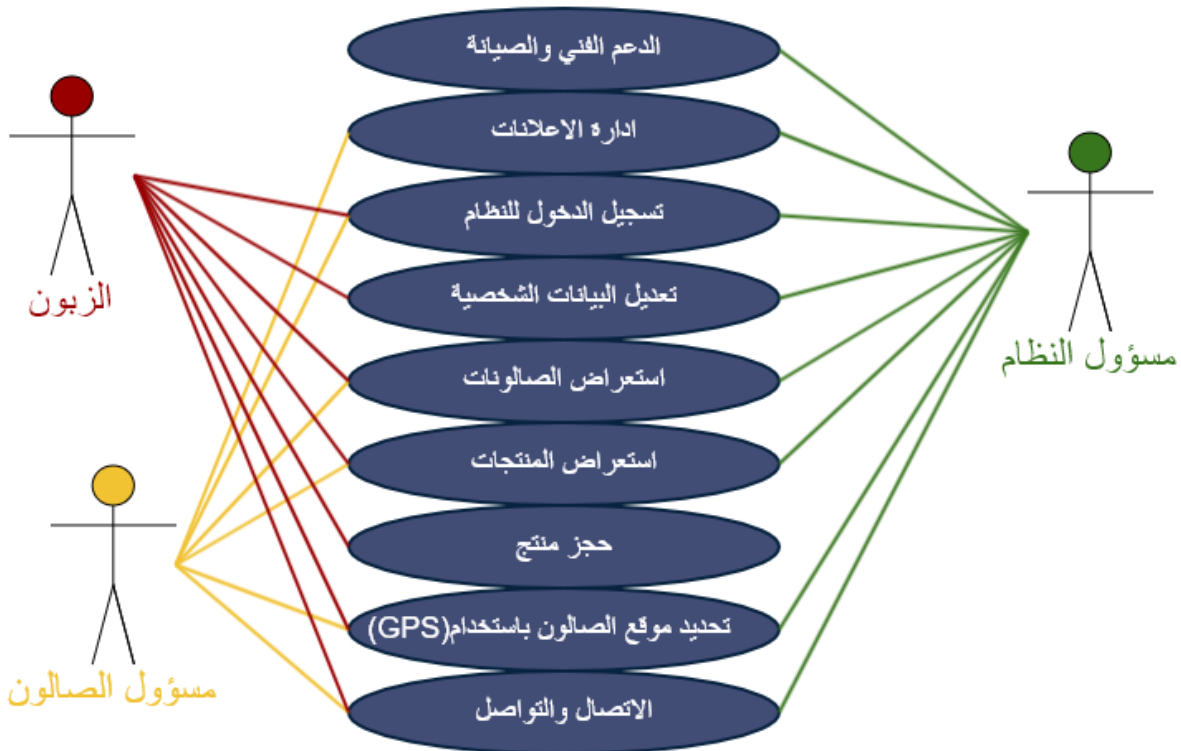 الدعم الفني والصيانة
ادارة الاعلانات
تسجيل الدخول للنظام
تعديل البيانات الشخصية
استعراض الصالونات
استعراض المنتجات
حجز منتج
تحديد موقع الصالون باستخدام(GPS)
الاتصال والتواصل
الزبون
مسؤول النظام
مسؤول الصالون